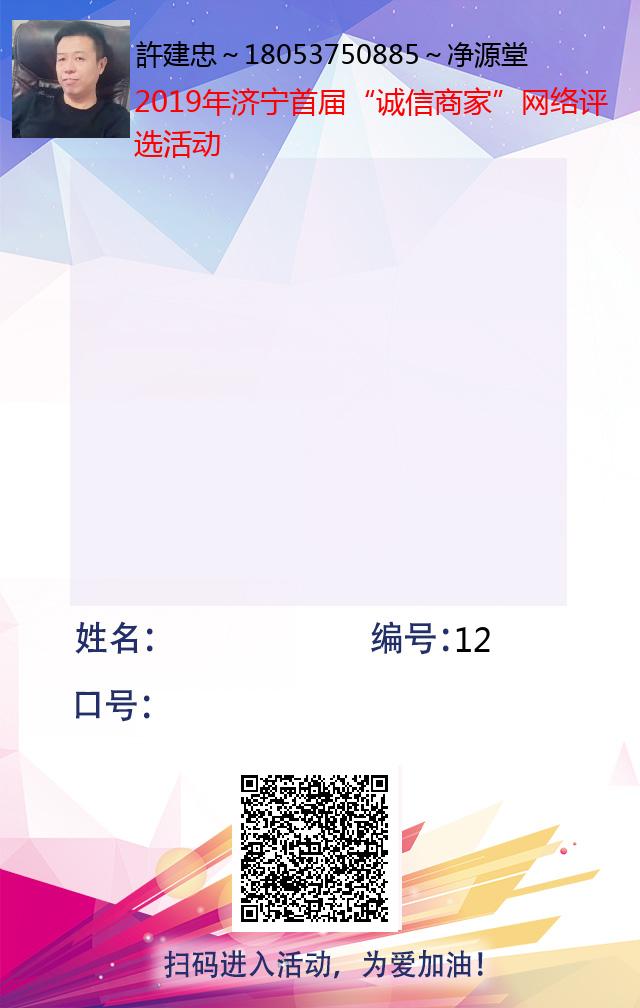 許建忠～18053750885～净源堂
2019年济宁首届“诚信商家”网络评
选活动
姓名：
编号：12
口号：
扫码进入活动，为爱加油！